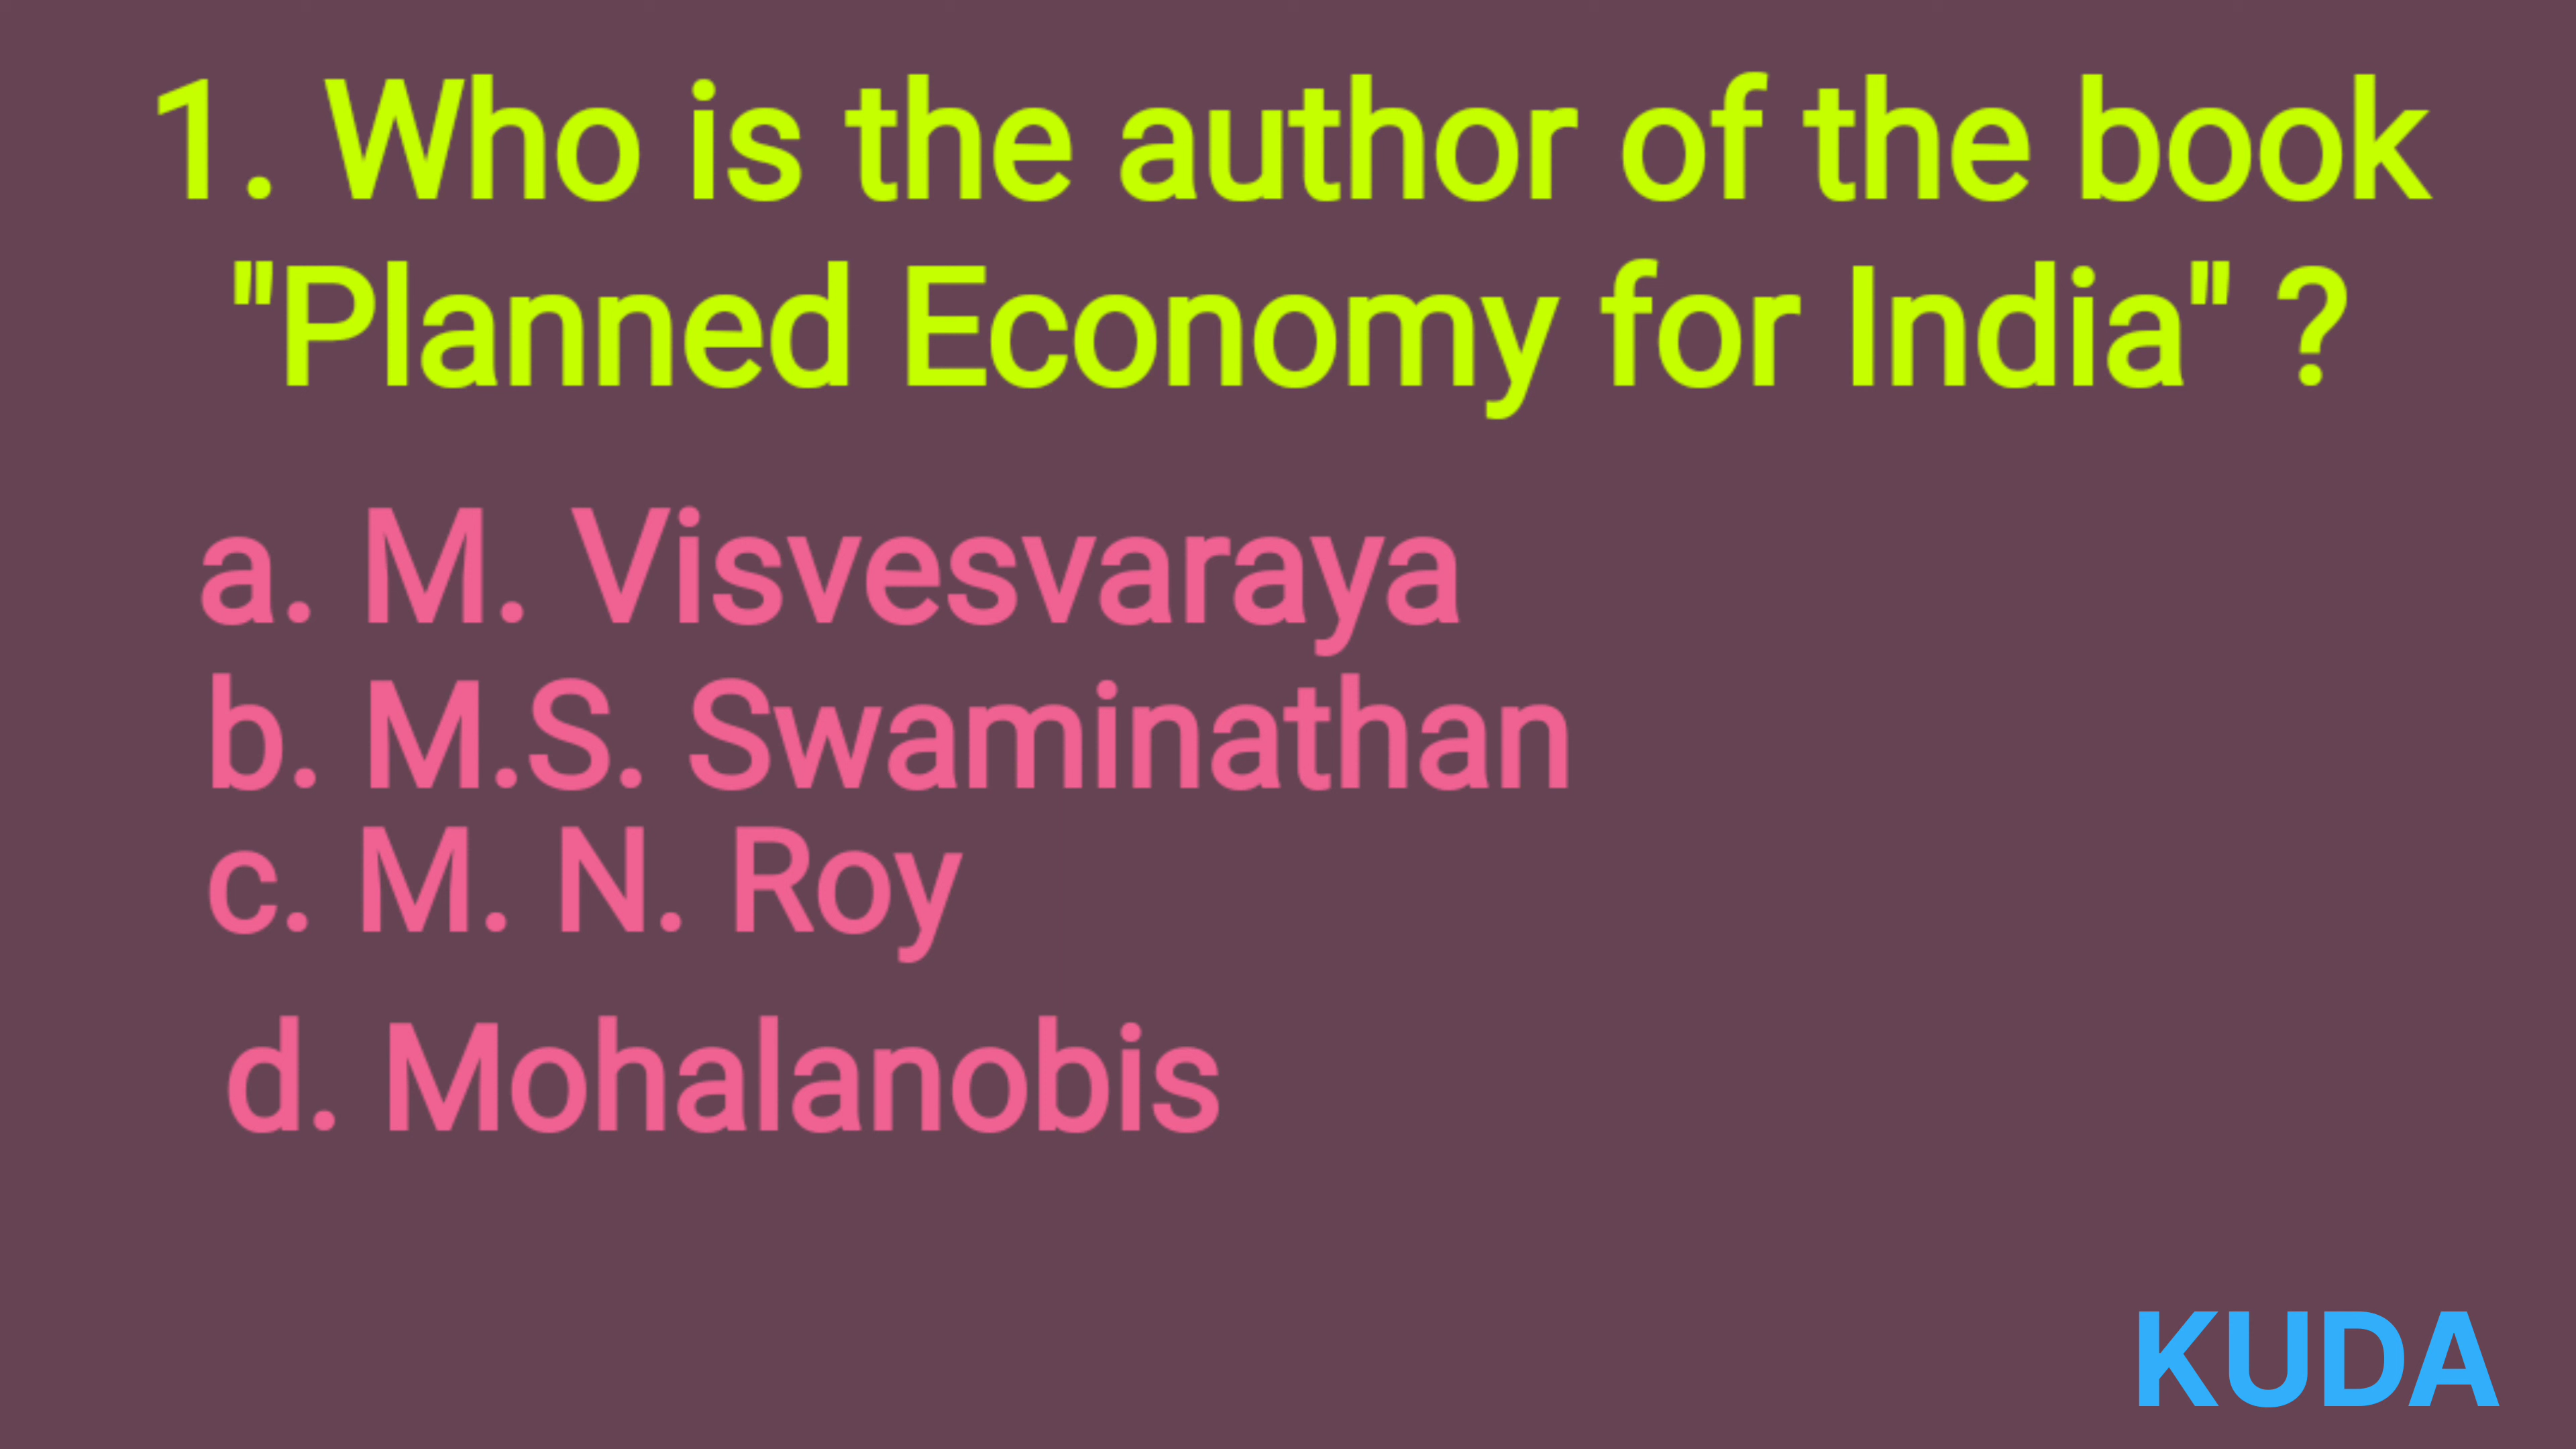 1. Who is the author of the book
"Planned Economy for India" ?
a. M. Visvesvaraya
b. M.S. Swaminathan
c. M. N. Roy
d. Mohalanobis
KUDA